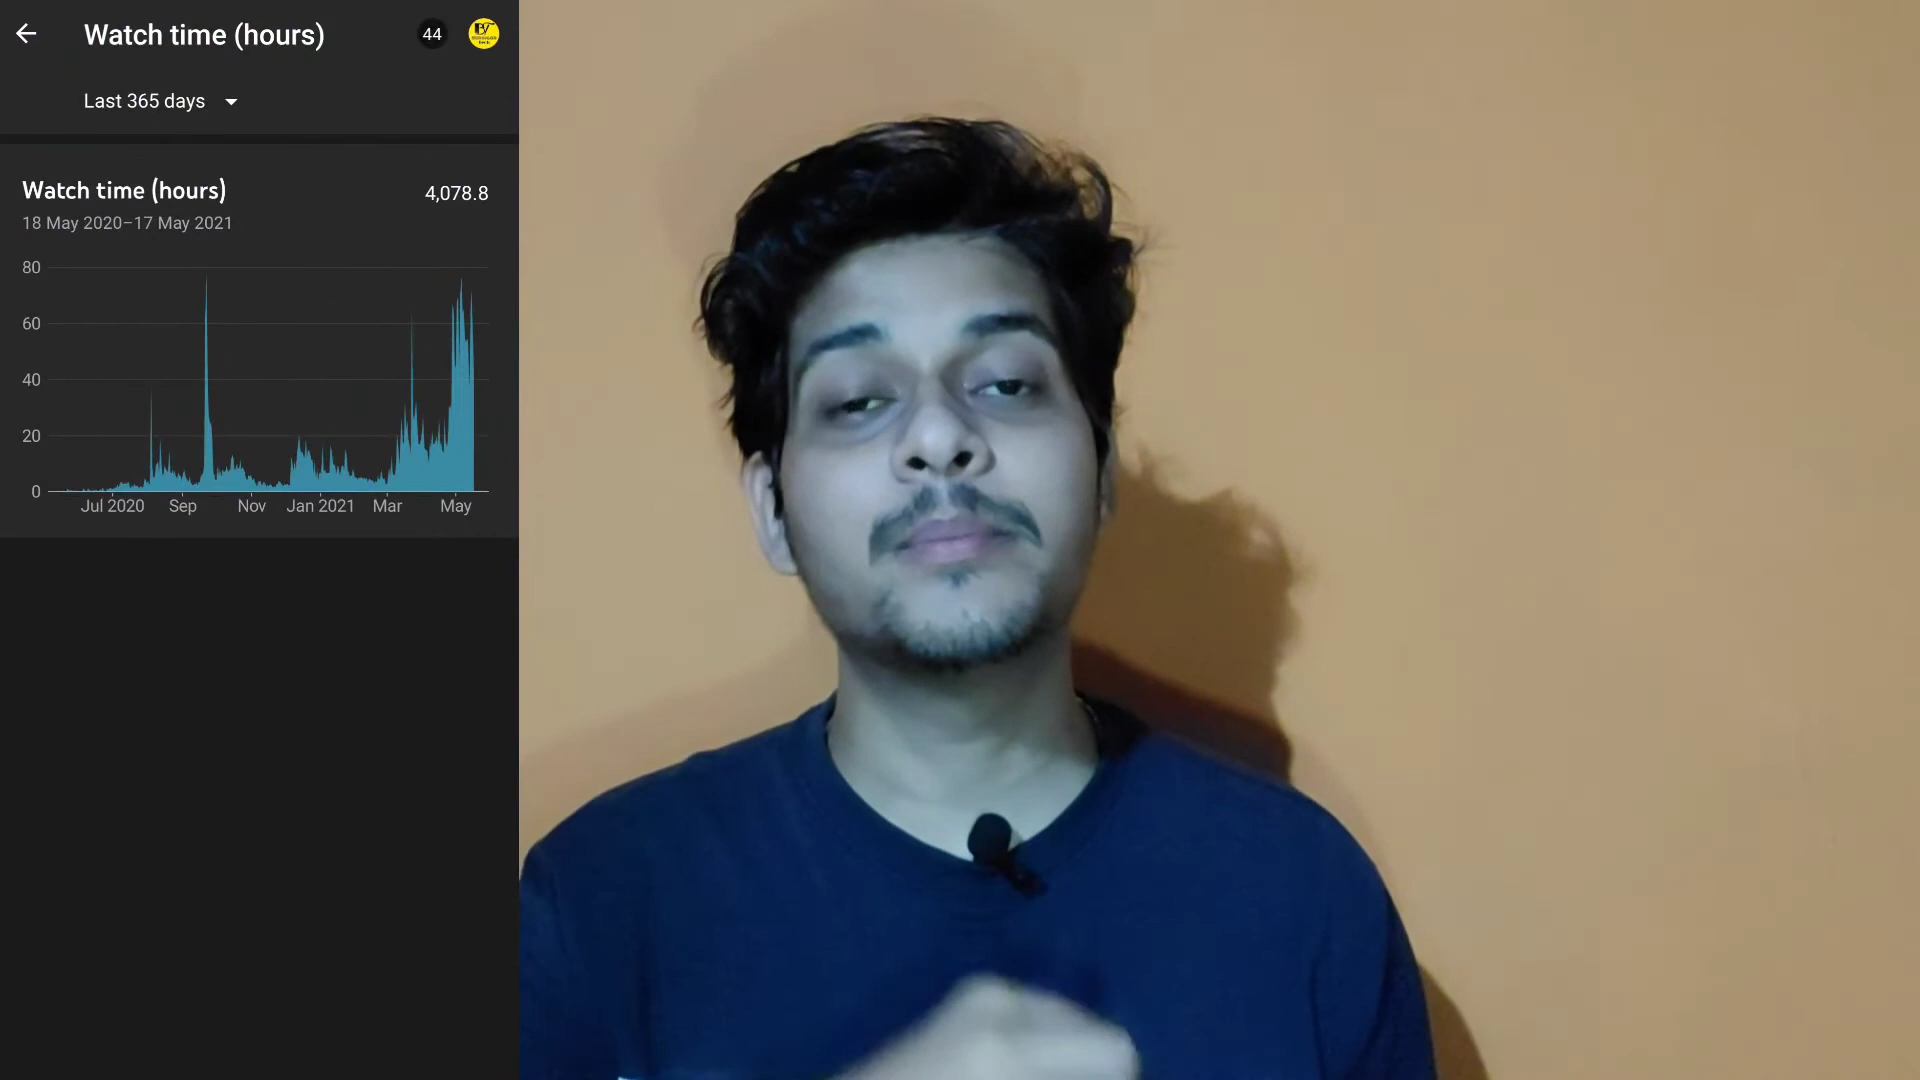 Watch time (hours)
44
Last 365 days
Watch time (hours)
4,078.8
18 May 2020–17 May 2021
80
60
40
20
0
Jul 2020 Sep Nov Jan 2021 Mar May